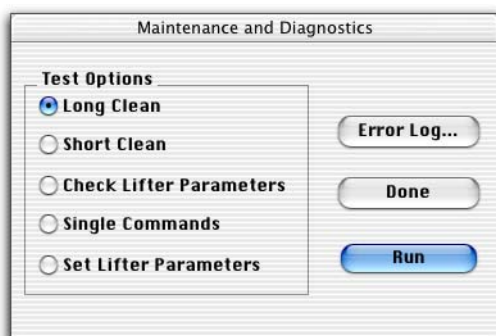 Maintenance and Diagnostics
Test Options
Long Clean
Short Clean
Check Lifter Parameters
Single Commands
Set Lifter Parameters
Error Log...
Done
Run